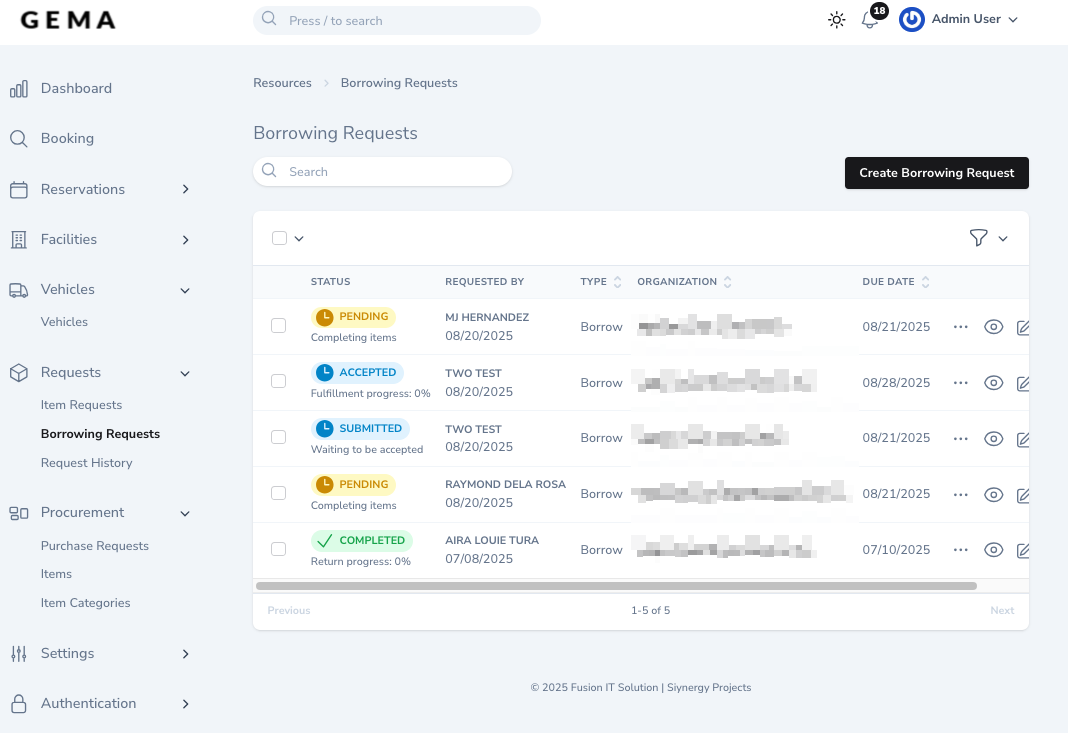 GEMA
Press / to search
18
Admin User
Dashboard
Booking
Reservations
Facilities
Vehicles
Vehicles
Requests
Item Requests
Borrowing Requests
Request History
Procurement
Purchase Requests
Items
Item Categories
Settings
Authentication
Resources > Borrowing Requests
Borrowing Requests
Search
Create Borrowing Request
STATUS REQUESTED BY TYPE ORGANIZATION DUE DATE
PENDING MJ HERNANDEZ
Completing items 08/20/2025 Borrow 08/21/2025
ACCEPTED TWO TEST
Fulfillment progress: 0% 08/20/2025 Borrow 08/28/2025
SUBMITTED TWO TEST
Waiting to be accepted 08/20/2025 Borrow 08/21/2025
PENDING RAYMOND DELA ROSA
Completing items 08/20/2025 Borrow 08/21/2025
COMPLETED AIRA LOUIE TURA
Return progress: 0% 07/08/2025 Borrow 07/10/2025
Previous 1-5 of 5 Next
© 2025 Fusion IT Solution | Siynergy Projects